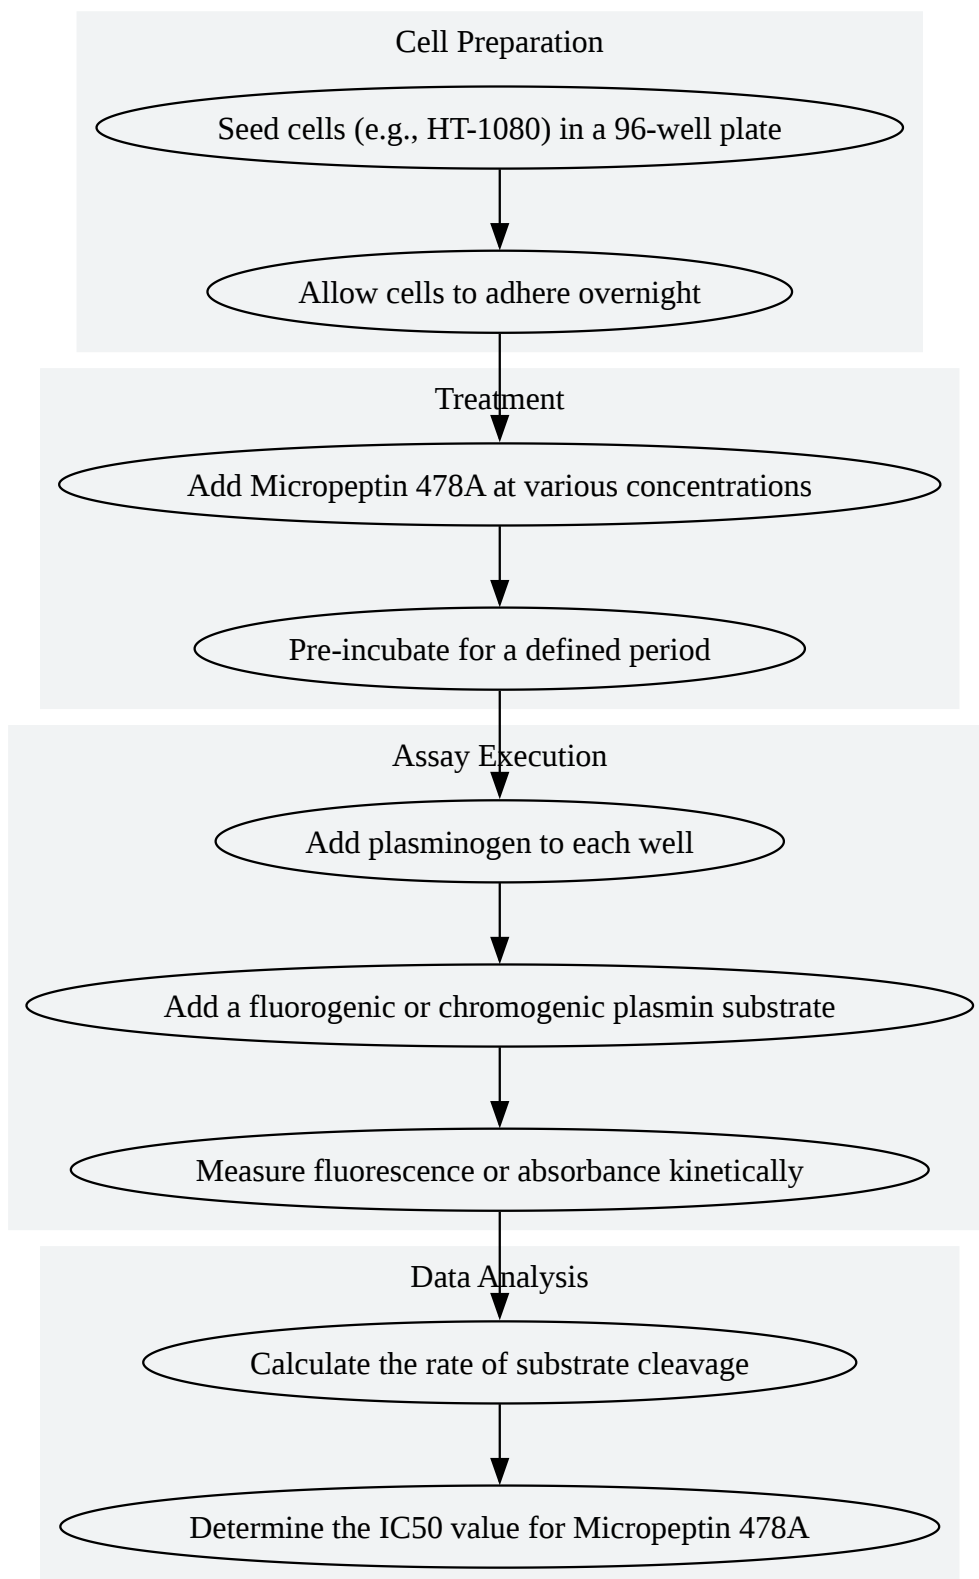 Cell Preparation
Seed cells (e.g., HT-1080) in a 96-well plate
Allow cells to adhere overnight
Treatment
Add Micropeptin 478A at various concentrations
Pre-incubate for a defined period
Assay Execution
Add plasminogen to each well
Add a fluorogenic or chromogenic plasmin substrate
Measure fluorescence or absorbance kinetically
Data Analysis
Calculate the rate of substrate cleavage
Determine the IC50 value for Micropeptin 478A